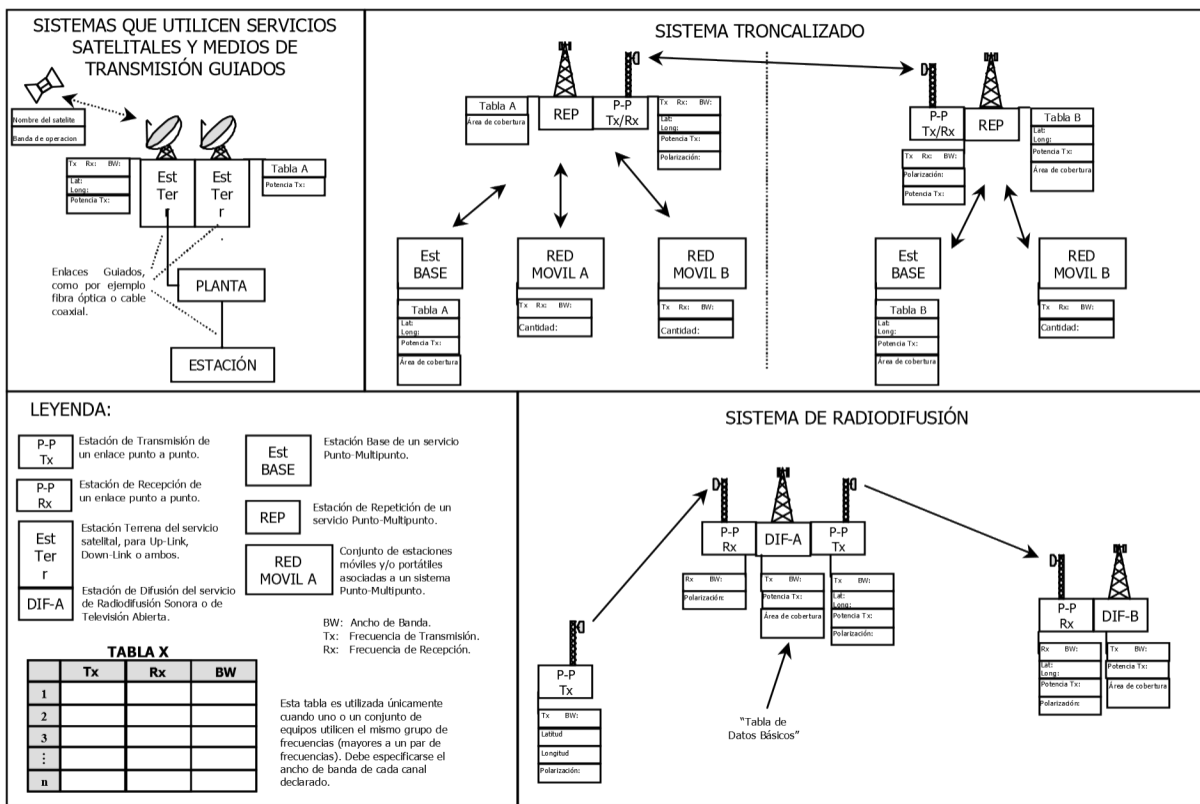 SISTEMAS QUE UTILICEN SERVICIOS
SATELITALES Y MEDIOS DE
TRANSMISIÓN GUIADOS
Nombre del satelite
Banda de operacion
Tx Rx: BW:
Lat:
Long:
Potencia Tx:
Est
Ter
r
Est
Ter
r
.
Tabla A
Potencia Tx:
Enlaces Guiados,
como por ejemplo
fibra óptica o cable
coaxial.
PLANTA
ESTACIÓN
SISTEMA TRONCALIZADO
Tabla A
Área de cobertura
REP
P-P
Tx/Rx
Tx Rx: BW:
Lat:
Long:
Potencia Tx:
Polarización:
Est
BASE
Tabla A
Lat:
Long:
Potencia Tx:
Área de cobertura
RED
MOVIL A
Tx Rx: BW:
Cantidad:
RED
MOVIL B
Tx Rx: BW:
Cantidad:
P-P
Tx/Rx
REP
Tx Rx: BW:
Polarización:
Potencia Tx:
Tabla B
Lat:
Long:
Potencia Tx:
Área de cobertura
Est
BASE
Tabla B
Lat:
Long:
Potencia Tx:
Área de cobertura
RED
MOVIL B
Tx Rx: BW:
Cantidad:
LEYENDA:
P-P
Tx
Estación de Transmisión de
un enlace punto a punto.
P-P
Rx
Estación de Recepción de
un enlace punto a punto.
Est
Ter
r
Estación Terrena del servicio
satelital, para Up-Link,
Down-Link o ambos.
DIF-A
Estación de Difusión del servicio
de Radiodifusión Sonora o de
Televisión Abierta.
Est
BASE
Estación Base de un servicio
Punto-Multipunto.
REP
Estación de Repetición de un
servicio Punto-Multipunto.
RED
MOVIL A
Conjunto de estaciones
móviles y/o portátiles
asociadas a un sistema
Punto-Multipunto.
BW: Ancho de Banda.
Tx: Frecuencia de Transmisión.
Rx: Frecuencia de Recepción.
TABLA X
Tx Rx BW
1
2
3
⋮
n
Esta tabla es utilizada únicamente
cuando uno o un conjunto de
equipos utilicen el mismo grupo de
frecuencias (mayores a un par de
frecuencias). Debe especificarse el
ancho de banda de cada canal
declarado.
SISTEMA DE RADIODIFUSIÓN
P-P
Tx
Tx BW:
Latitud
Longitud
Polarización:
P-P
Rx
DIF-A
P-P
Tx
Rx BW:
Polarización:
Tx BW:
Potencia Tx:
Área de cobertura
Tx BW:
Lat:
Long:
Potencia Tx:
Polarización:
"Tabla de
Datos Básicos"
P-P
Rx
DIF-B
Rx BW:
Lat:
Long:
Potencia Tx:
Polarización:
Tx BW:
Potencia Tx:
Área de cobertura